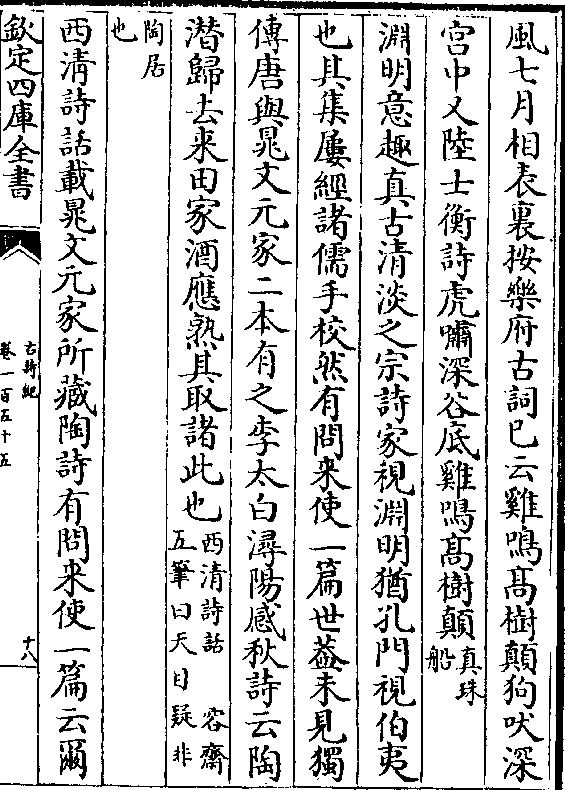 風七月相表裏按樂府古詞已云雞鳴髙樹顛狗吠深
宫中又陸士衡詩虎嘯深谷底雞鳴髙樹顛真珠
船
淵明意趣真古清淡之宗詩家視淵明猶孔門視伯夷
也其集屢經諸儒手校然有問来使一篇世葢未見獨
傳唐與晁文元家二本有之李太白潯陽感秋詩云陶
潛歸去来田家酒應熟其取諸此也西清詩話 容齋
五筆曰天目疑非
陶居
也
西清詩話載晁文元家所藏陶詩有問来使一篇云爾
欽定四庫全書
古詩紀
卷一百五十五
十八